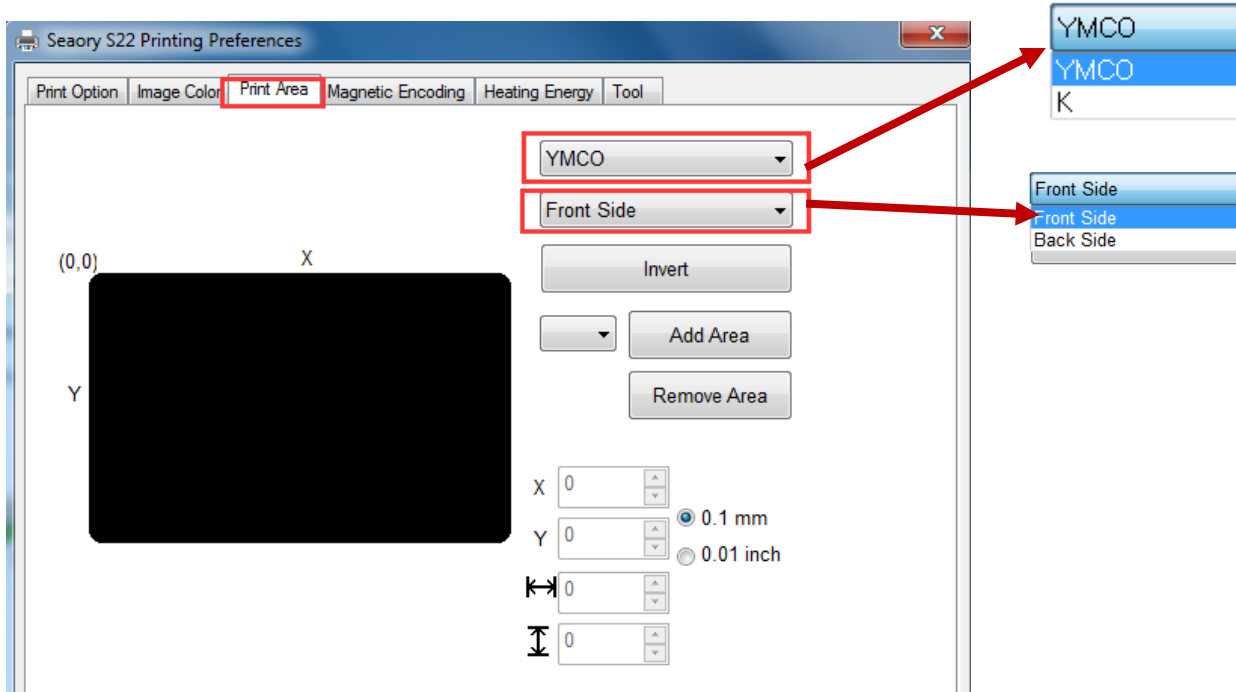 YMCO
YMCO
K
Seaory S22 Printing Preferences
Print Option Image Color Print Area Magnetic Encoding Heating Energy Tool
YMCO
Front Side
Front Side
Front Side
Back Side
(0,0)
X
Invert
Add Area
Y
Remove Area
X 0
0.1 mm
Y 0
0.01 inch
0
0